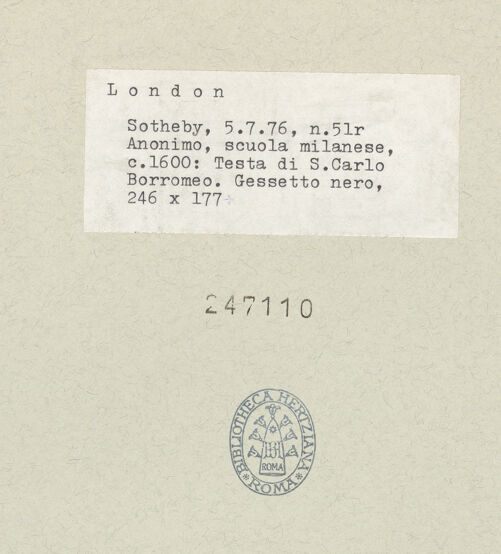 London
Sotheby, 5.7.76, n.51r
Anonimo, scuola milanese,
c.1600: Testa di S.Carlo
Borromeo. Gessetto nero,
246 x 177
247110
BIBLIOTHECA HERTZIANA
ROMA
* ROMA *